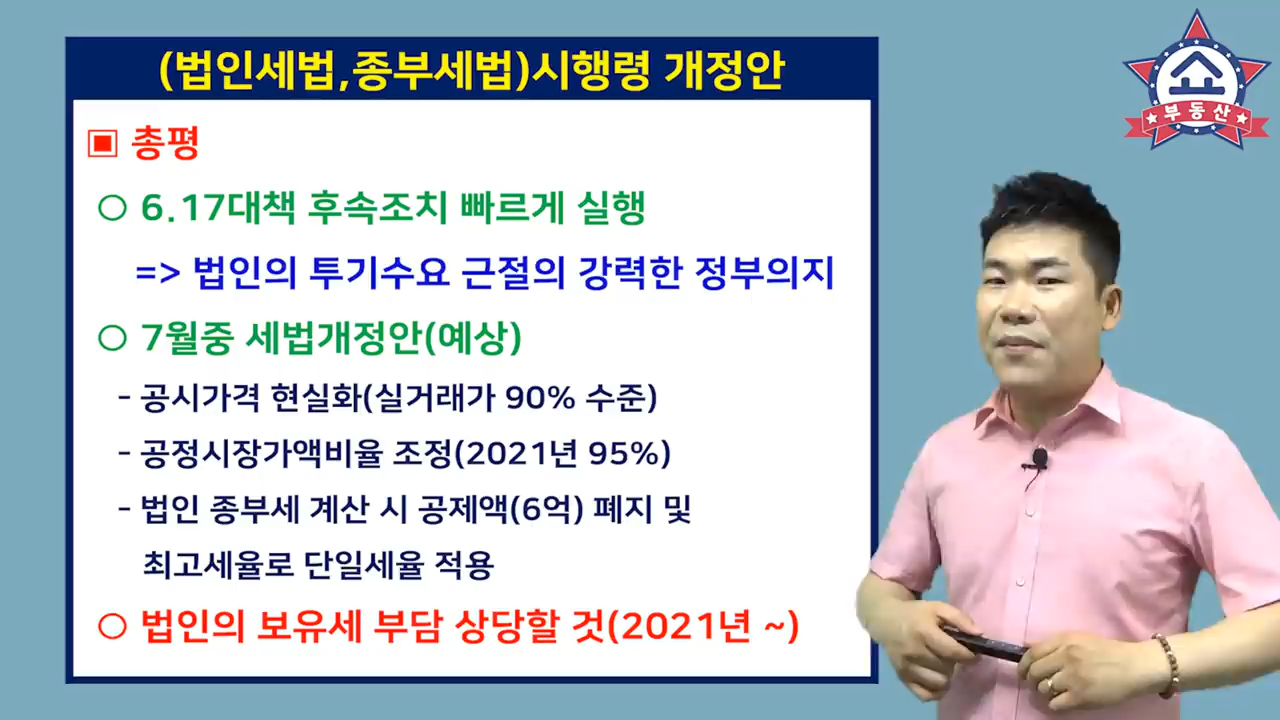 (법인세법,종부세법)시행령 개정안
▣ 총평
○ 6.17대책 후속조치 빠르게 실행
=> 법인의 투기수요 근절의 강력한 정부의지
○ 7월중 세법개정안(예상)
- 공시가격 현실화(실거래가 90% 수준)
- 공정시장가액비율 조정(2021년 95%)
- 법인 종부세 계산 시 공제액(6억) 폐지 및
최고세율로 단일세율 적용
○ 법인의 보유세 부담 상당할 것(2021년 ~)
쇼
부동산